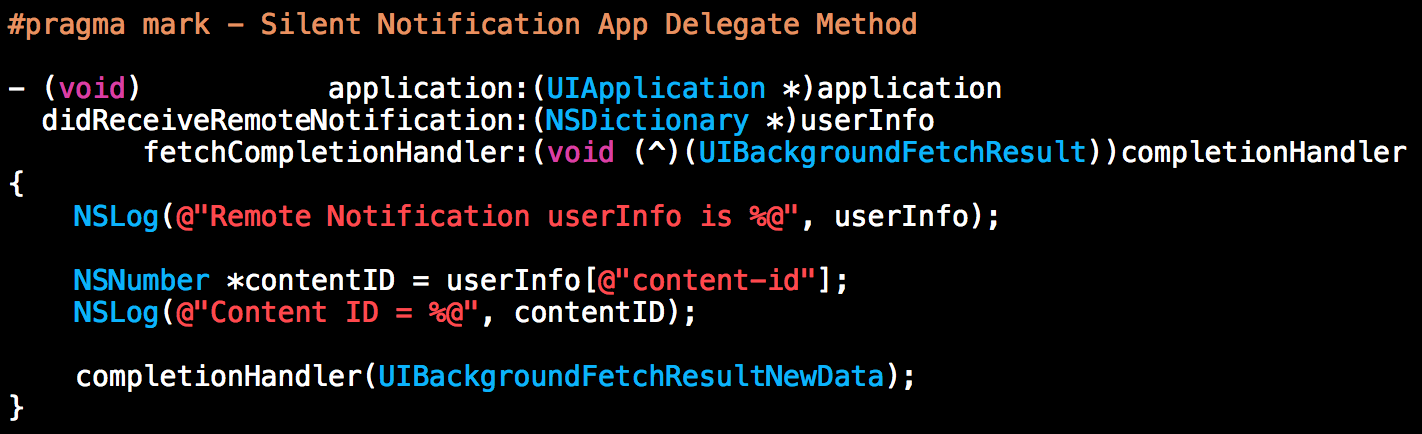 #pragma mark - Silent Notification App Delegate Method
- (void)           application:(UIApplication *)application
  didReceiveRemoteNotification:(NSDictionary *)userInfo
        fetchCompletionHandler:(void (^)(UIBackgroundFetchResult))completionHandler
{
    NSLog(@"Remote Notification userInfo is %@", userInfo);
    NSNumber *contentID = userInfo[@"content-id"];
    NSLog(@"Content ID = %@", contentID);
    completionHandler(UIBackgroundFetchResultNewData);
}